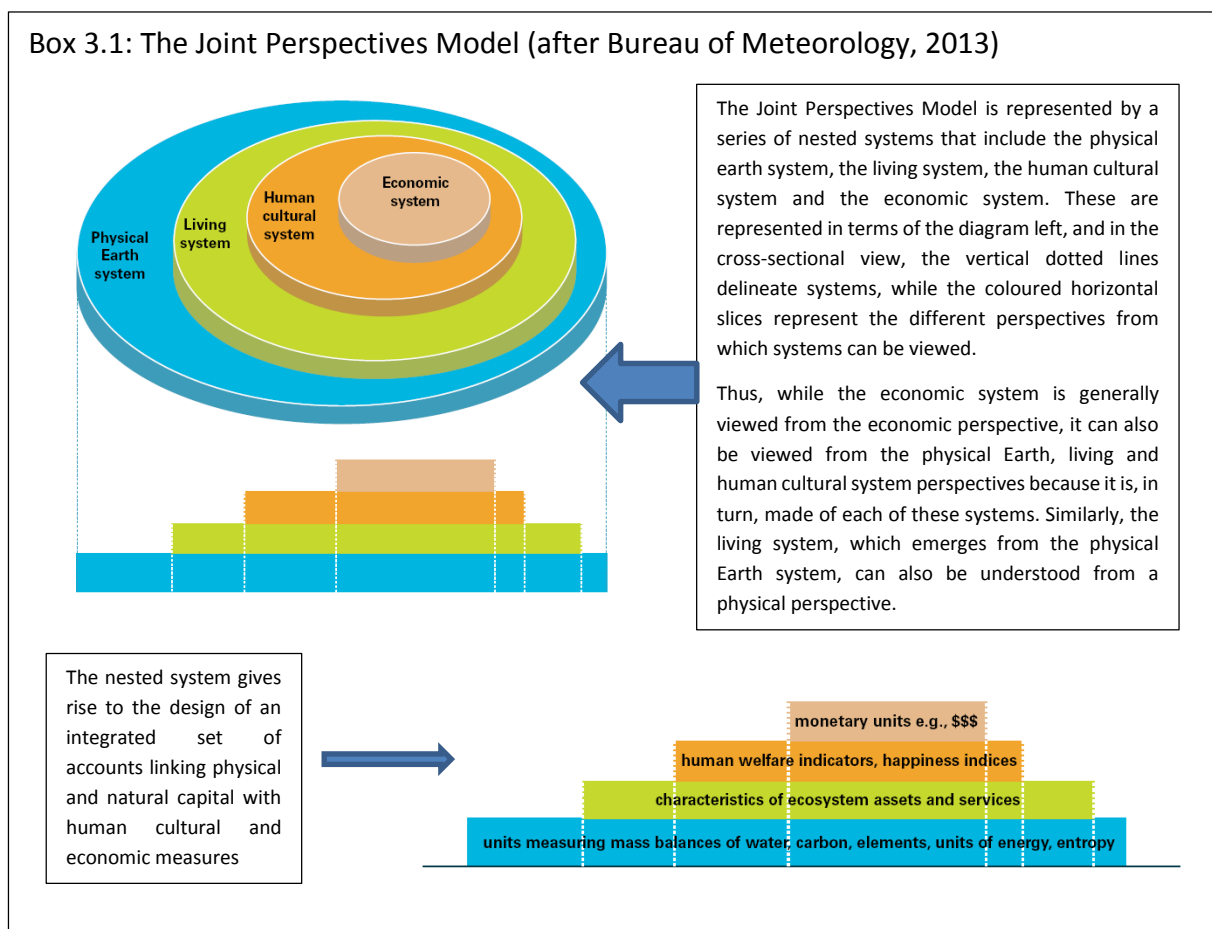 Box 3.1: The Joint Perspectives Model (after Bureau of Meteorology, 2013)
Economic
system
Human
cultural
system
Living
system
Physical
Earth
system
The Joint Perspectives Model is represented by a
series of nested systems that include the physical
earth system, the living system, the human cultural
system and the economic system. These are
represented in terms of the diagram left, and in the
cross-sectional view, the vertical dotted lines
delineate systems, while the coloured horizontal
slices represent the different perspectives from
which systems can be viewed.
Thus, while the economic system is generally
viewed from the economic perspective, it can also
be viewed from the physical Earth, living and
human cultural system perspectives because it is, in
turn, made of each of these systems. Similarly, the
living system, which emerges from the physical
Earth system, can also be understood from a
physical perspective.
The nested system gives
rise to the design of an
integrated set of
accounts linking physical
and natural capital with
human cultural and
economic measures
monetary units e.g., $$$
human welfare indicators, happiness indices
characteristics of ecosystem assets and services
units measuring mass balances of water, carbon, elements, units of energy, entropy